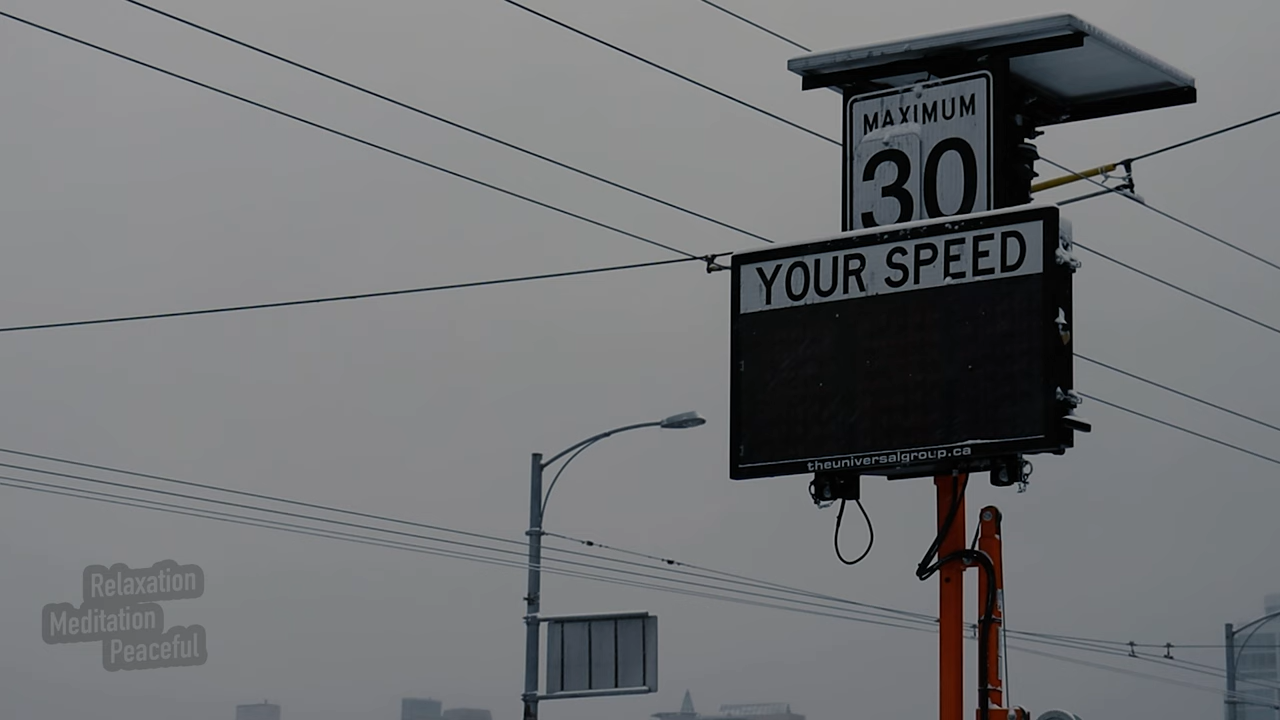 MAXIMUM
30
YOUR SPEED
theuniversalgroup.ca
Relaxation
Meditation
Peaceful